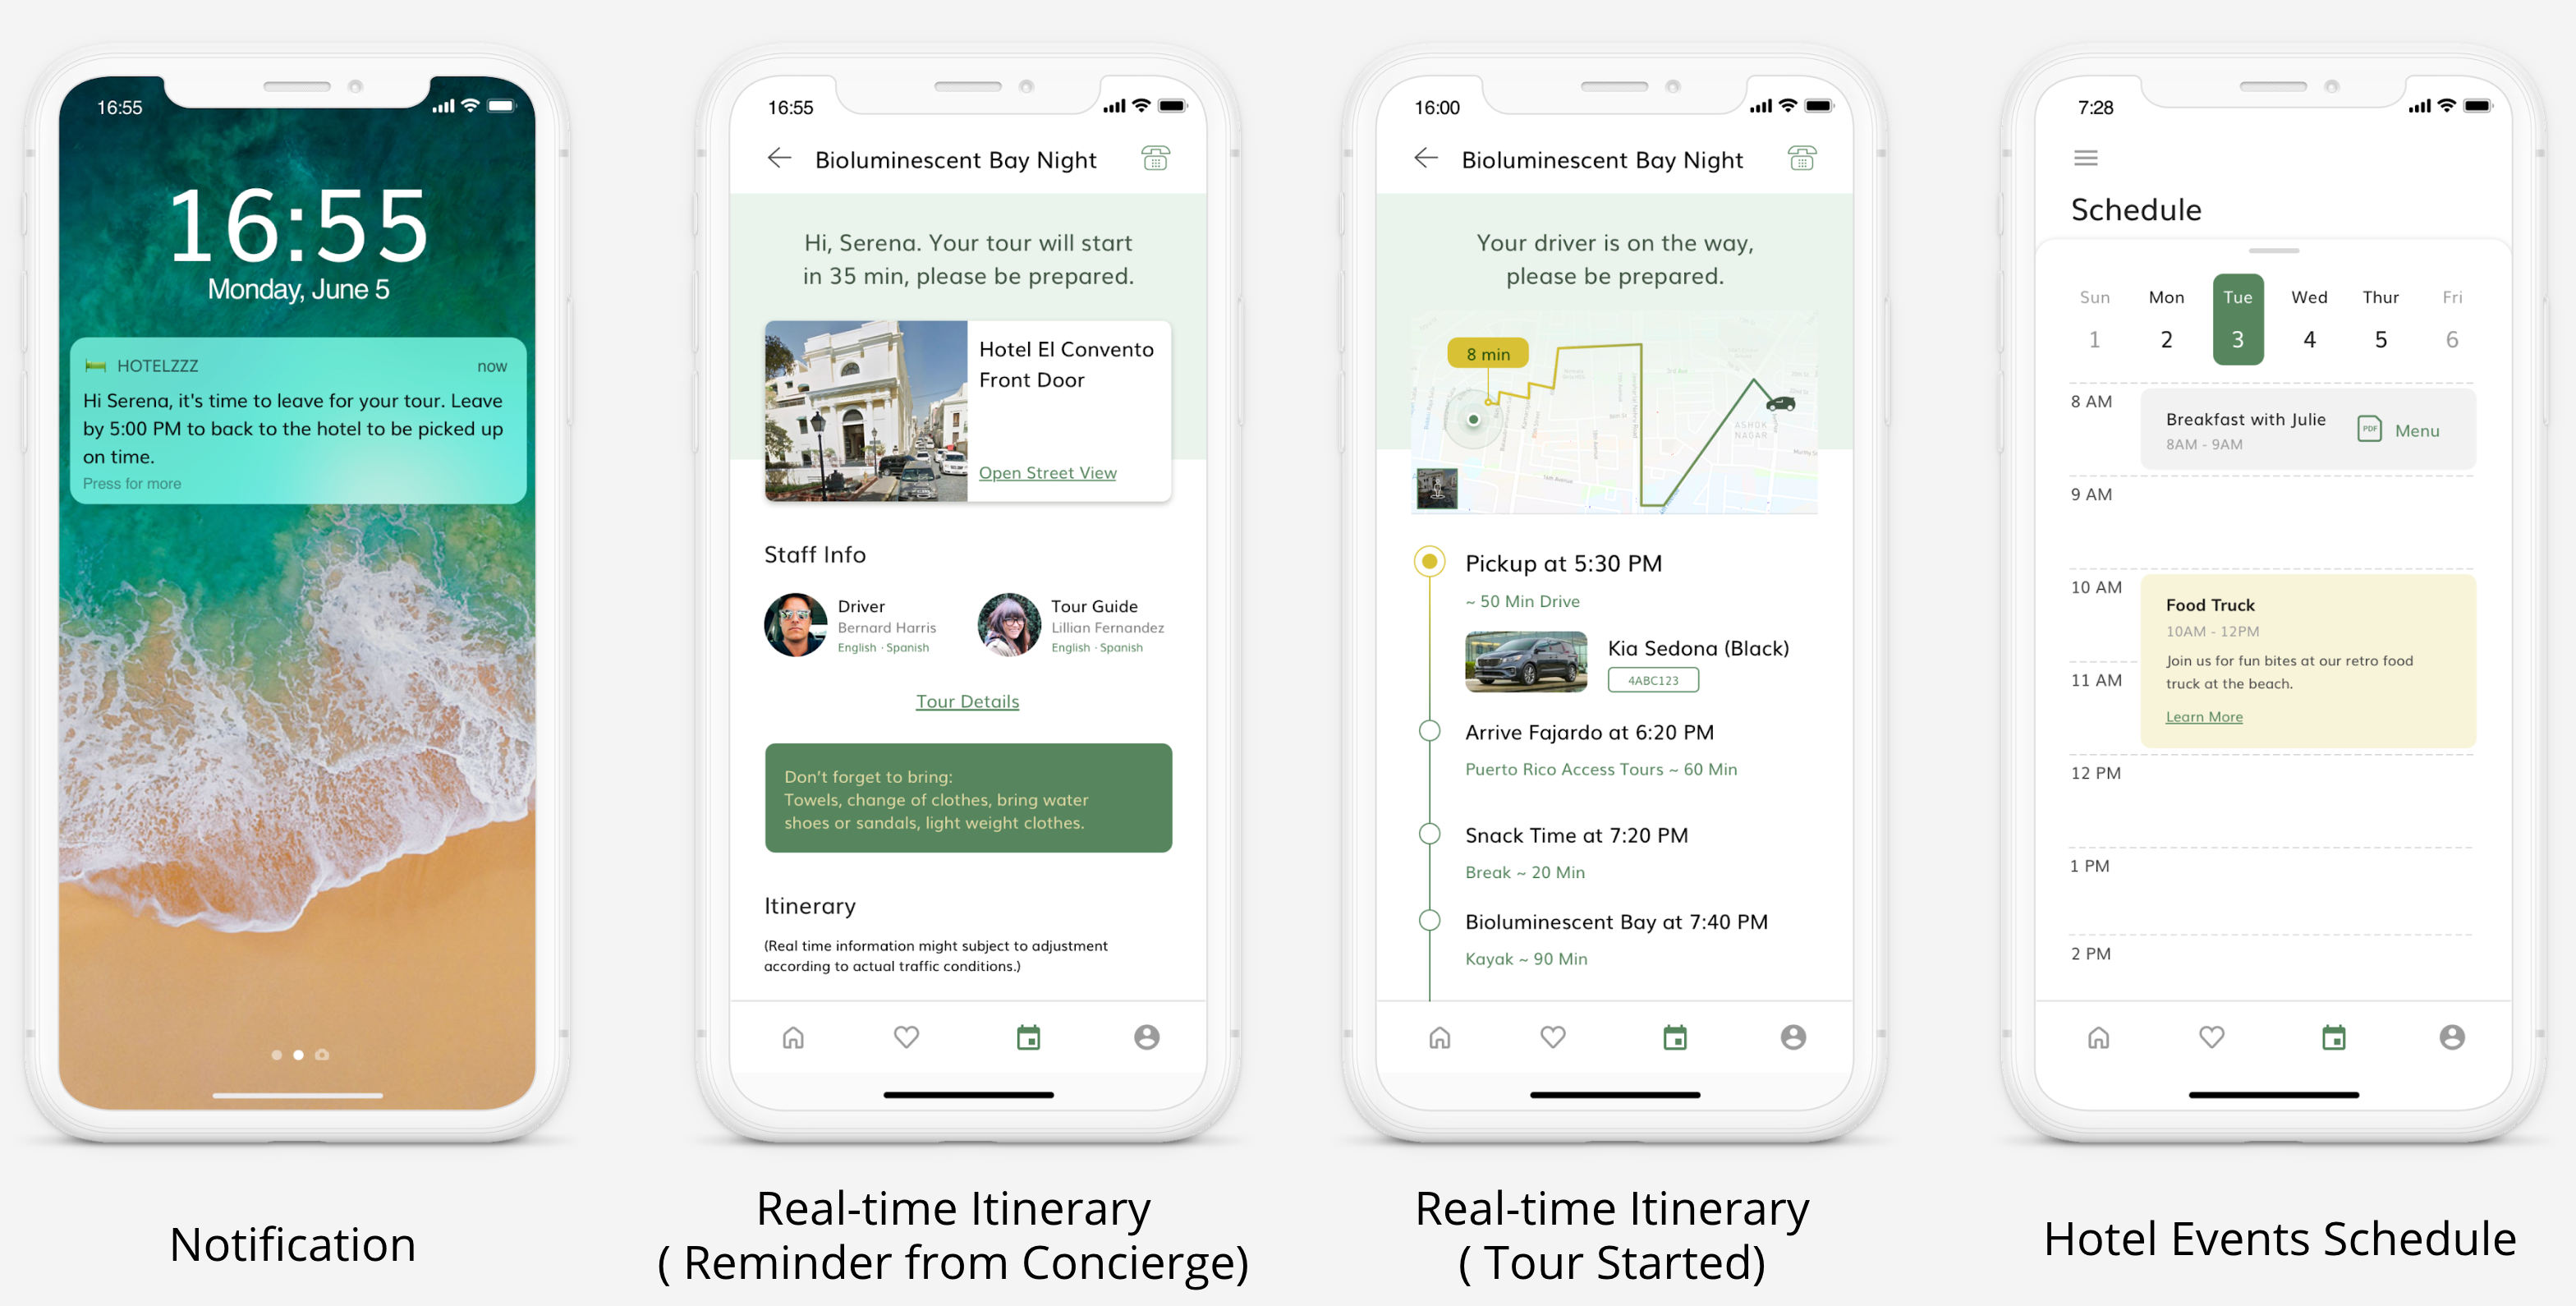 16:55
16:55
Monday, June 5
HOTELZZZ
now
Hi Serena, it's time to leave for your tour. Leave
by 5:00 PM to back to the hotel to be picked up
on time.
Press for more
Notification
16:55
Bioluminescent Bay Night
Hi, Serena. Your tour will start
in 35 min, please be prepared.
Hotel El Convento
Front Door
Open Street View
Staff Info
Driver
Bernard Harris
English · Spanish
Tour Guide
Lillian Fernandez
English · Spanish
Tour Details
Don't forget to bring:
Towels, change of clothes, bring water
shoes or sandals, light weight clothes.
Itinerary
(Real time information might subject to adjustment
according to actual traffic conditions.)
Real-time Itinerary
( Reminder from Concierge)
16:00
Bioluminescent Bay Night
Your driver is on the way,
please be prepared.
8 min
ASHOK
NAGAR
Pickup at 5:30 PM
~ 50 Min Drive
Kia Sedona (Black)
4ABC123
Arrive Fajardo at 6:20 PM
Puerto Rico Access Tours ~ 60 Min
Snack Time at 7:20 PM
Break ~ 20 Min
Bioluminescent Bay at 7:40 PM
Kayak ~ 90 Min
Real-time Itinerary
( Tour Started)
7:28
Schedule
Sun Mon Tue Wed Thur Fri
1 2 3 4 5 6
8 AM
Breakfast with Julie
8AM - 9AM
PDF
Menu
9 AM
10 AM
Food Truck
10AM - 12PM
Join us for fun bites at our retro food
truck at the beach.
Learn More
11 AM
12 PM
1 PM
2 PM
Hotel Events Schedule